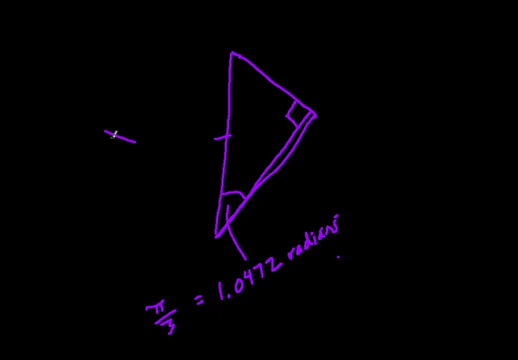 π/3 = 1.0472 radians.